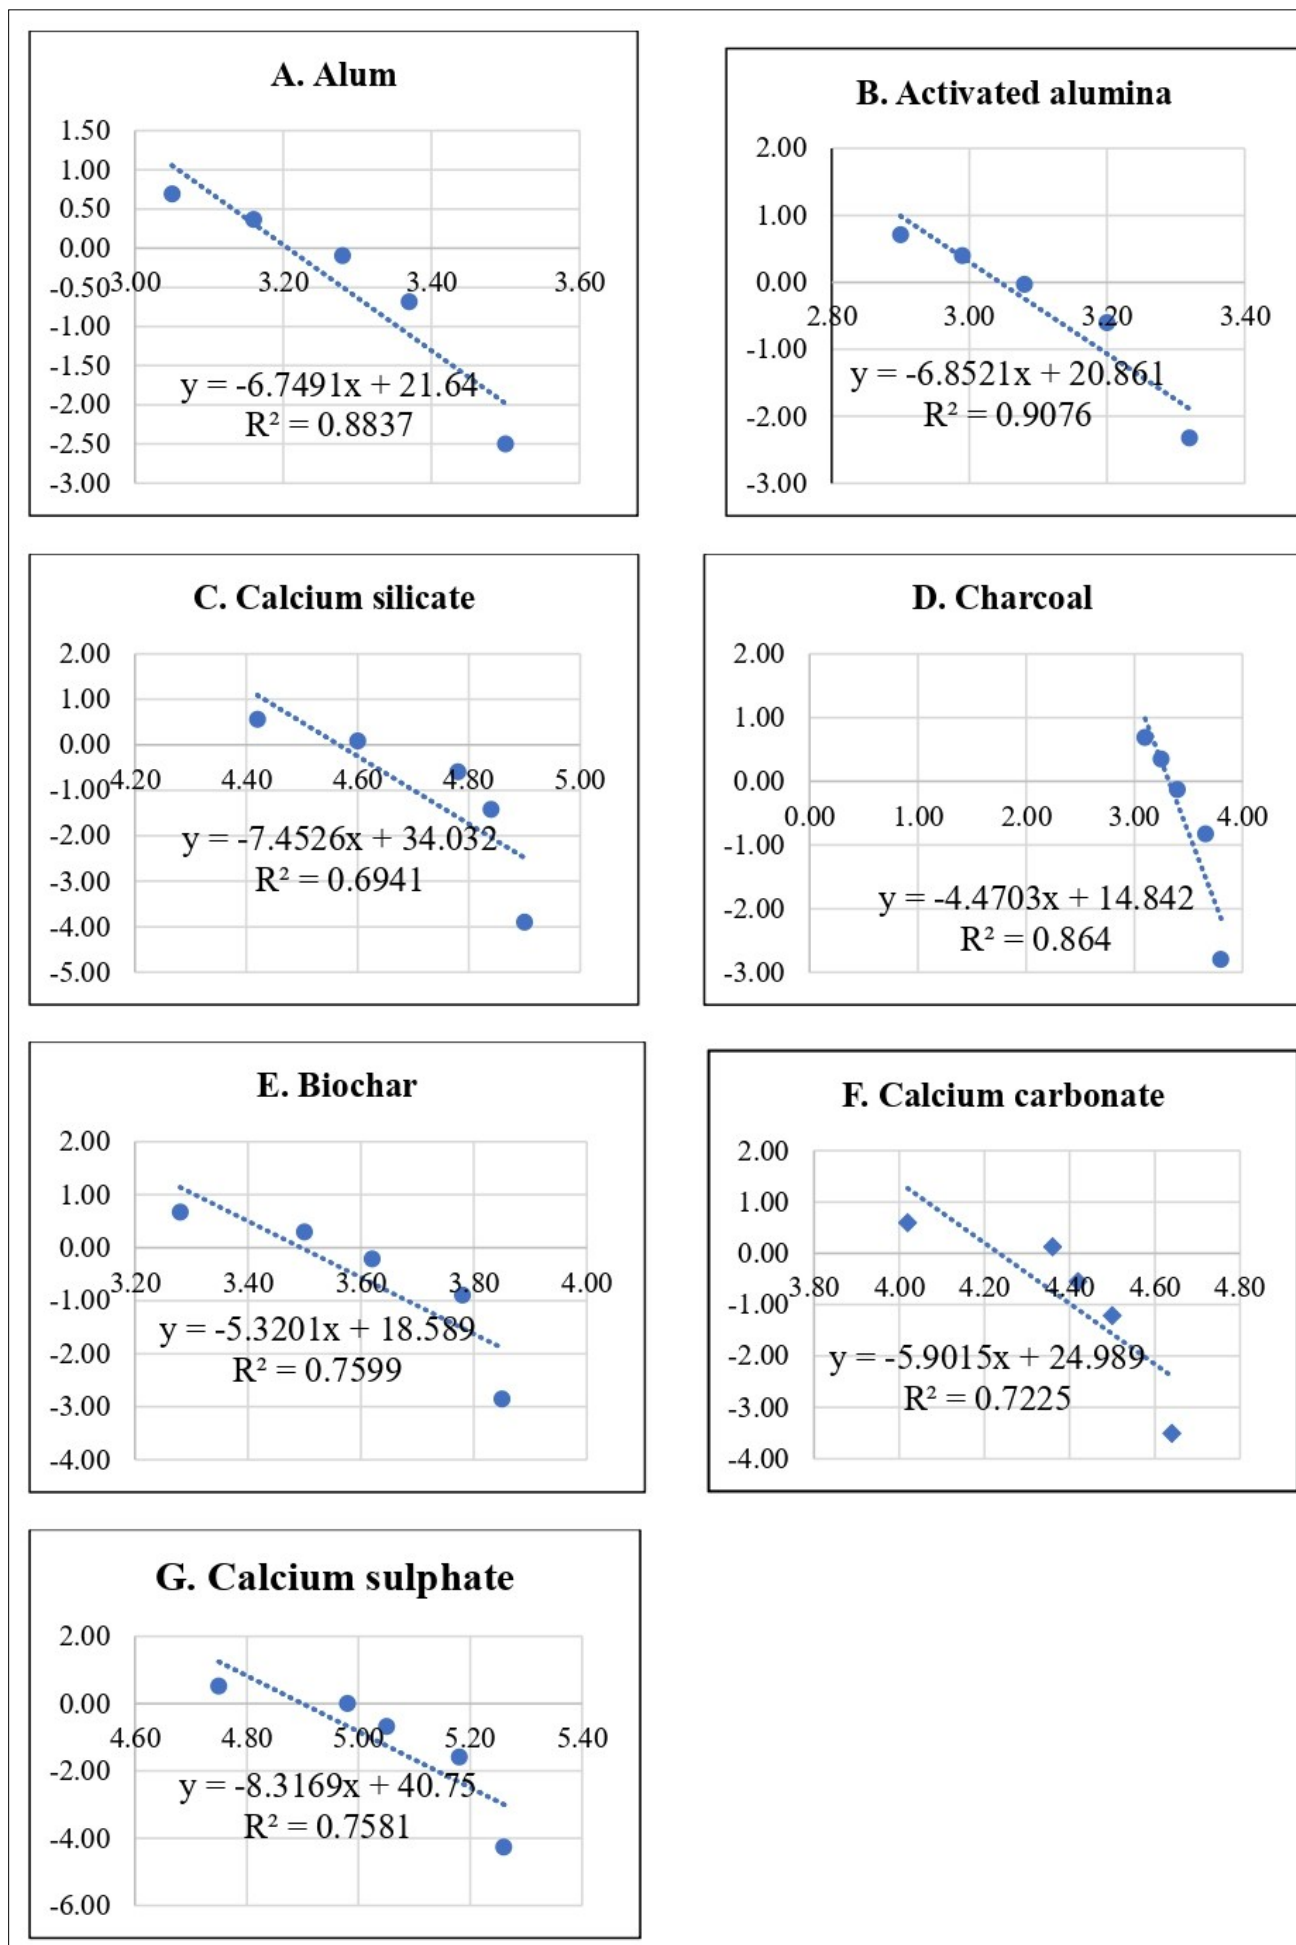 A. Alum
1.50
1.00
0.50
0.00
-0.50
-1.00
-1.50
-2.00
-2.50
-3.00
3.00 3.20 3.40 3.60
y = -6.7491x + 21.64
R² = 0.8837
B. Activated alumina
2.00
1.00
0.00
-1.00
-2.00
-3.00
2.80 3.00 3.20 3.40
y = -6.8521x + 20.861
R² = 0.9076
C. Calcium silicate
2.00
1.00
0.00
-1.00
-2.00
-3.00
-4.00
-5.00
4.20 4.40 4.60 4.80 5.00
y = -7.4526x + 34.032
R² = 0.6941
D. Charcoal
2.00
1.00
0.00
-1.00
-2.00
-3.00
0.00 1.00 2.00 3.00 4.00
y = -4.4703x + 14.842
R² = 0.864
E. Biochar
2.00
1.00
0.00
-1.00
-2.00
-3.00
-4.00
3.20 3.40 3.60 3.80 4.00
y = -5.3201x + 18.589
R² = 0.7599
F. Calcium carbonate
2.00
1.00
0.00
-1.00
-2.00
-3.00
-4.00
3.80 4.00 4.20 4.40 4.60 4.80
y = -5.9015x + 24.989
R² = 0.7225
G. Calcium sulphate
2.00
0.00
-2.00
-4.00
-6.00
4.60 4.80 5.00 5.20 5.40
y = -8.3169x + 40.75
R² = 0.7581